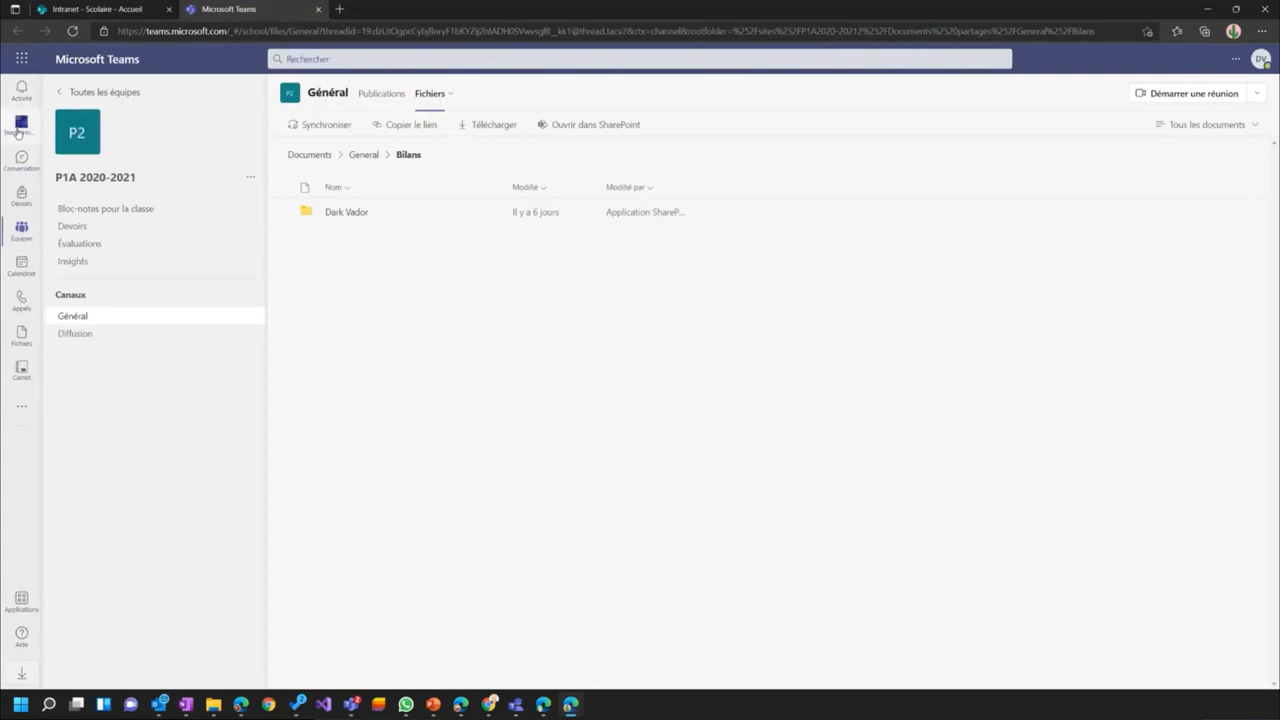 Intranet - Scolaire - Accueil
Microsoft Teams
Microsoft Teams
Rechercher
DV
Activité
Conversation
Devoirs
Équipes
Calendrier
Appels
Fichiers
Carnet
Applications
Aide
Toutes les équipes
P2
P1A 2020-2021
Bloc-notes pour la classe
Devoirs
Évaluations
Insights
Canaux
Général
Diffusion
P2 Général Publications Fichiers
Démarrer une réunion
Synchroniser Copier le lien Télécharger Ouvrir dans SharePoint
Tous les documents
Documents > General > Bilans
Nom Modifié Modifié par
Dark Vador Il y a 6 jours Application ShareP...